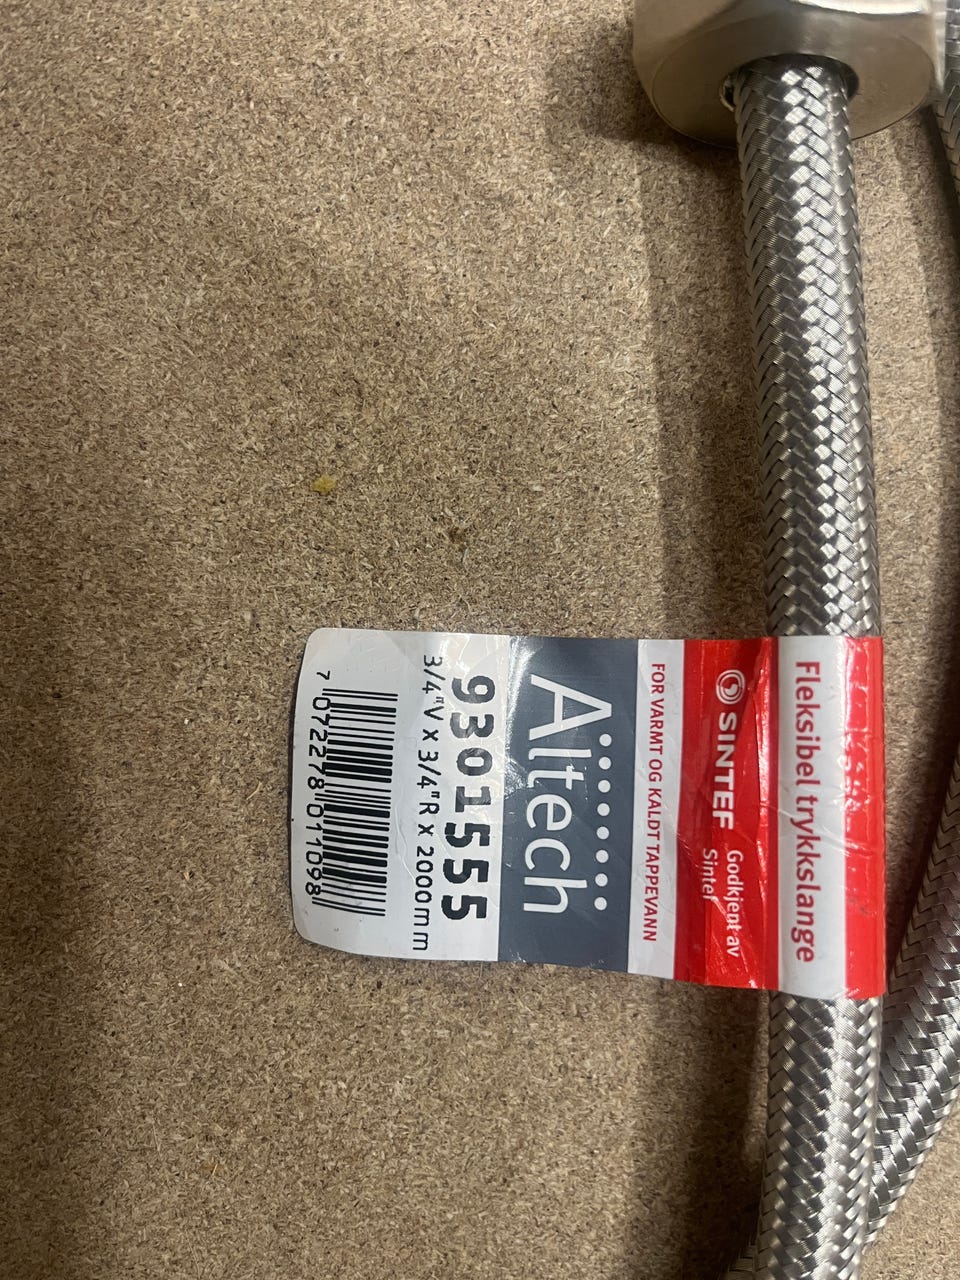 Fleksibel trykkslange
SINTEF
Godkjent av
Sintef
FOR VARMT OG KALDT TAPPEVANN
Altech
9301555
3/4"V x 3/4"R x 2000mm
7 072278 011098